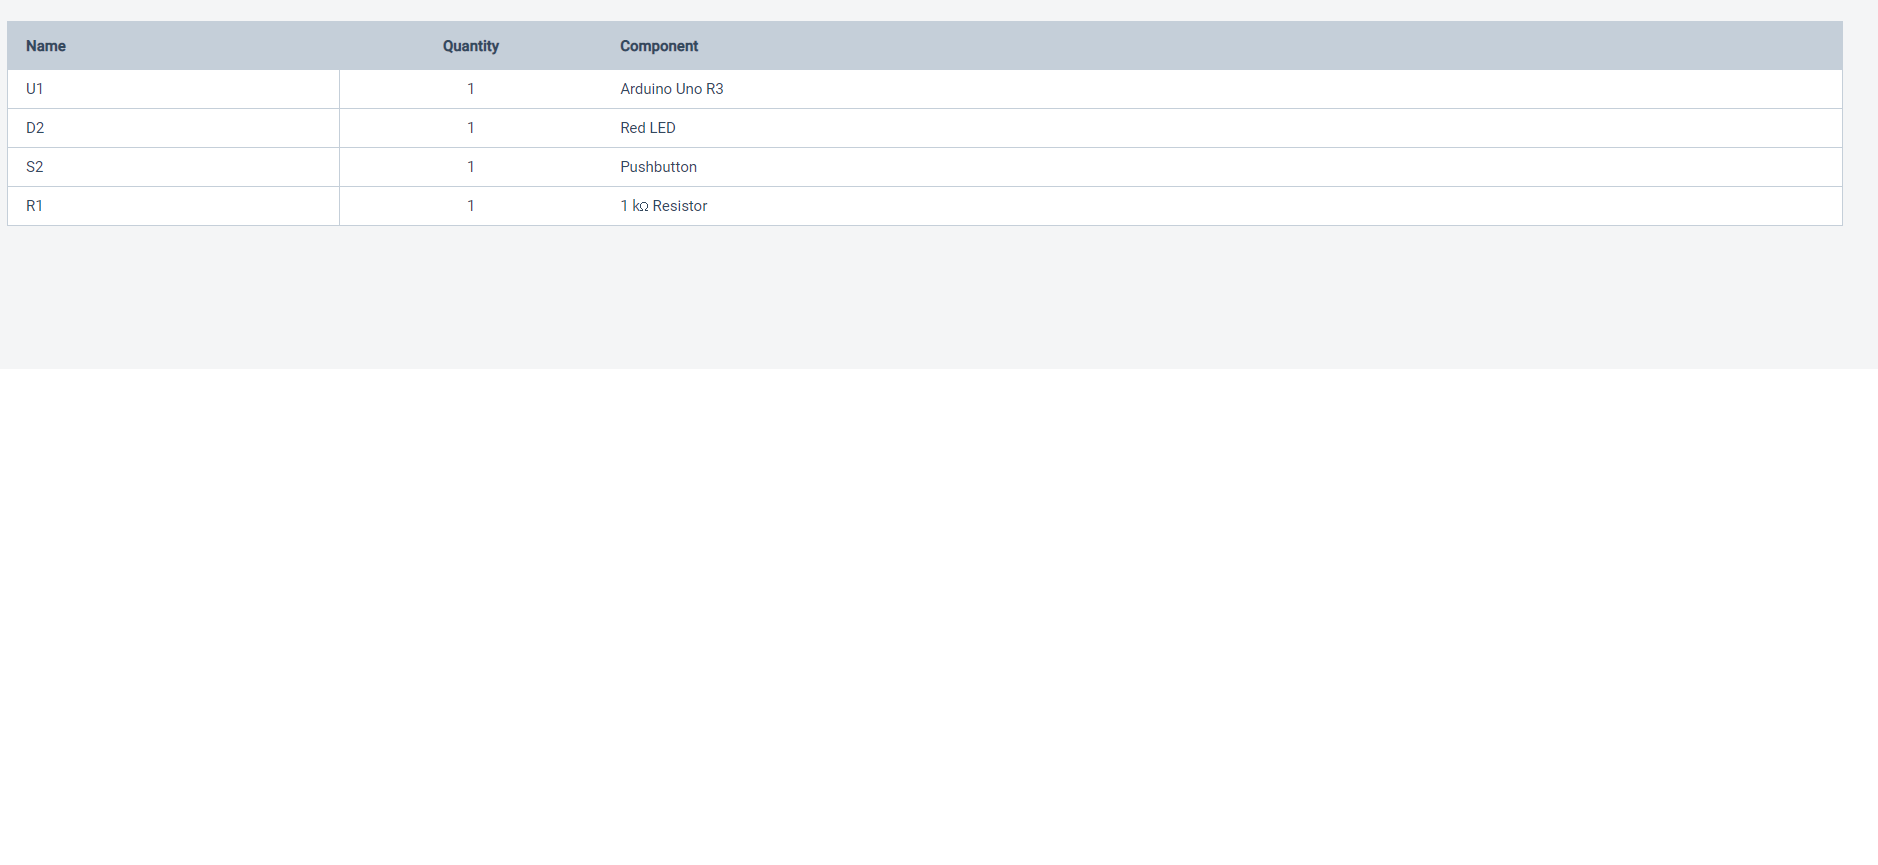 Name Quantity Component
U1 1 Arduino Uno R3
D2 1 Red LED
S2 1 Pushbutton
R1 1 1 kΩ Resistor